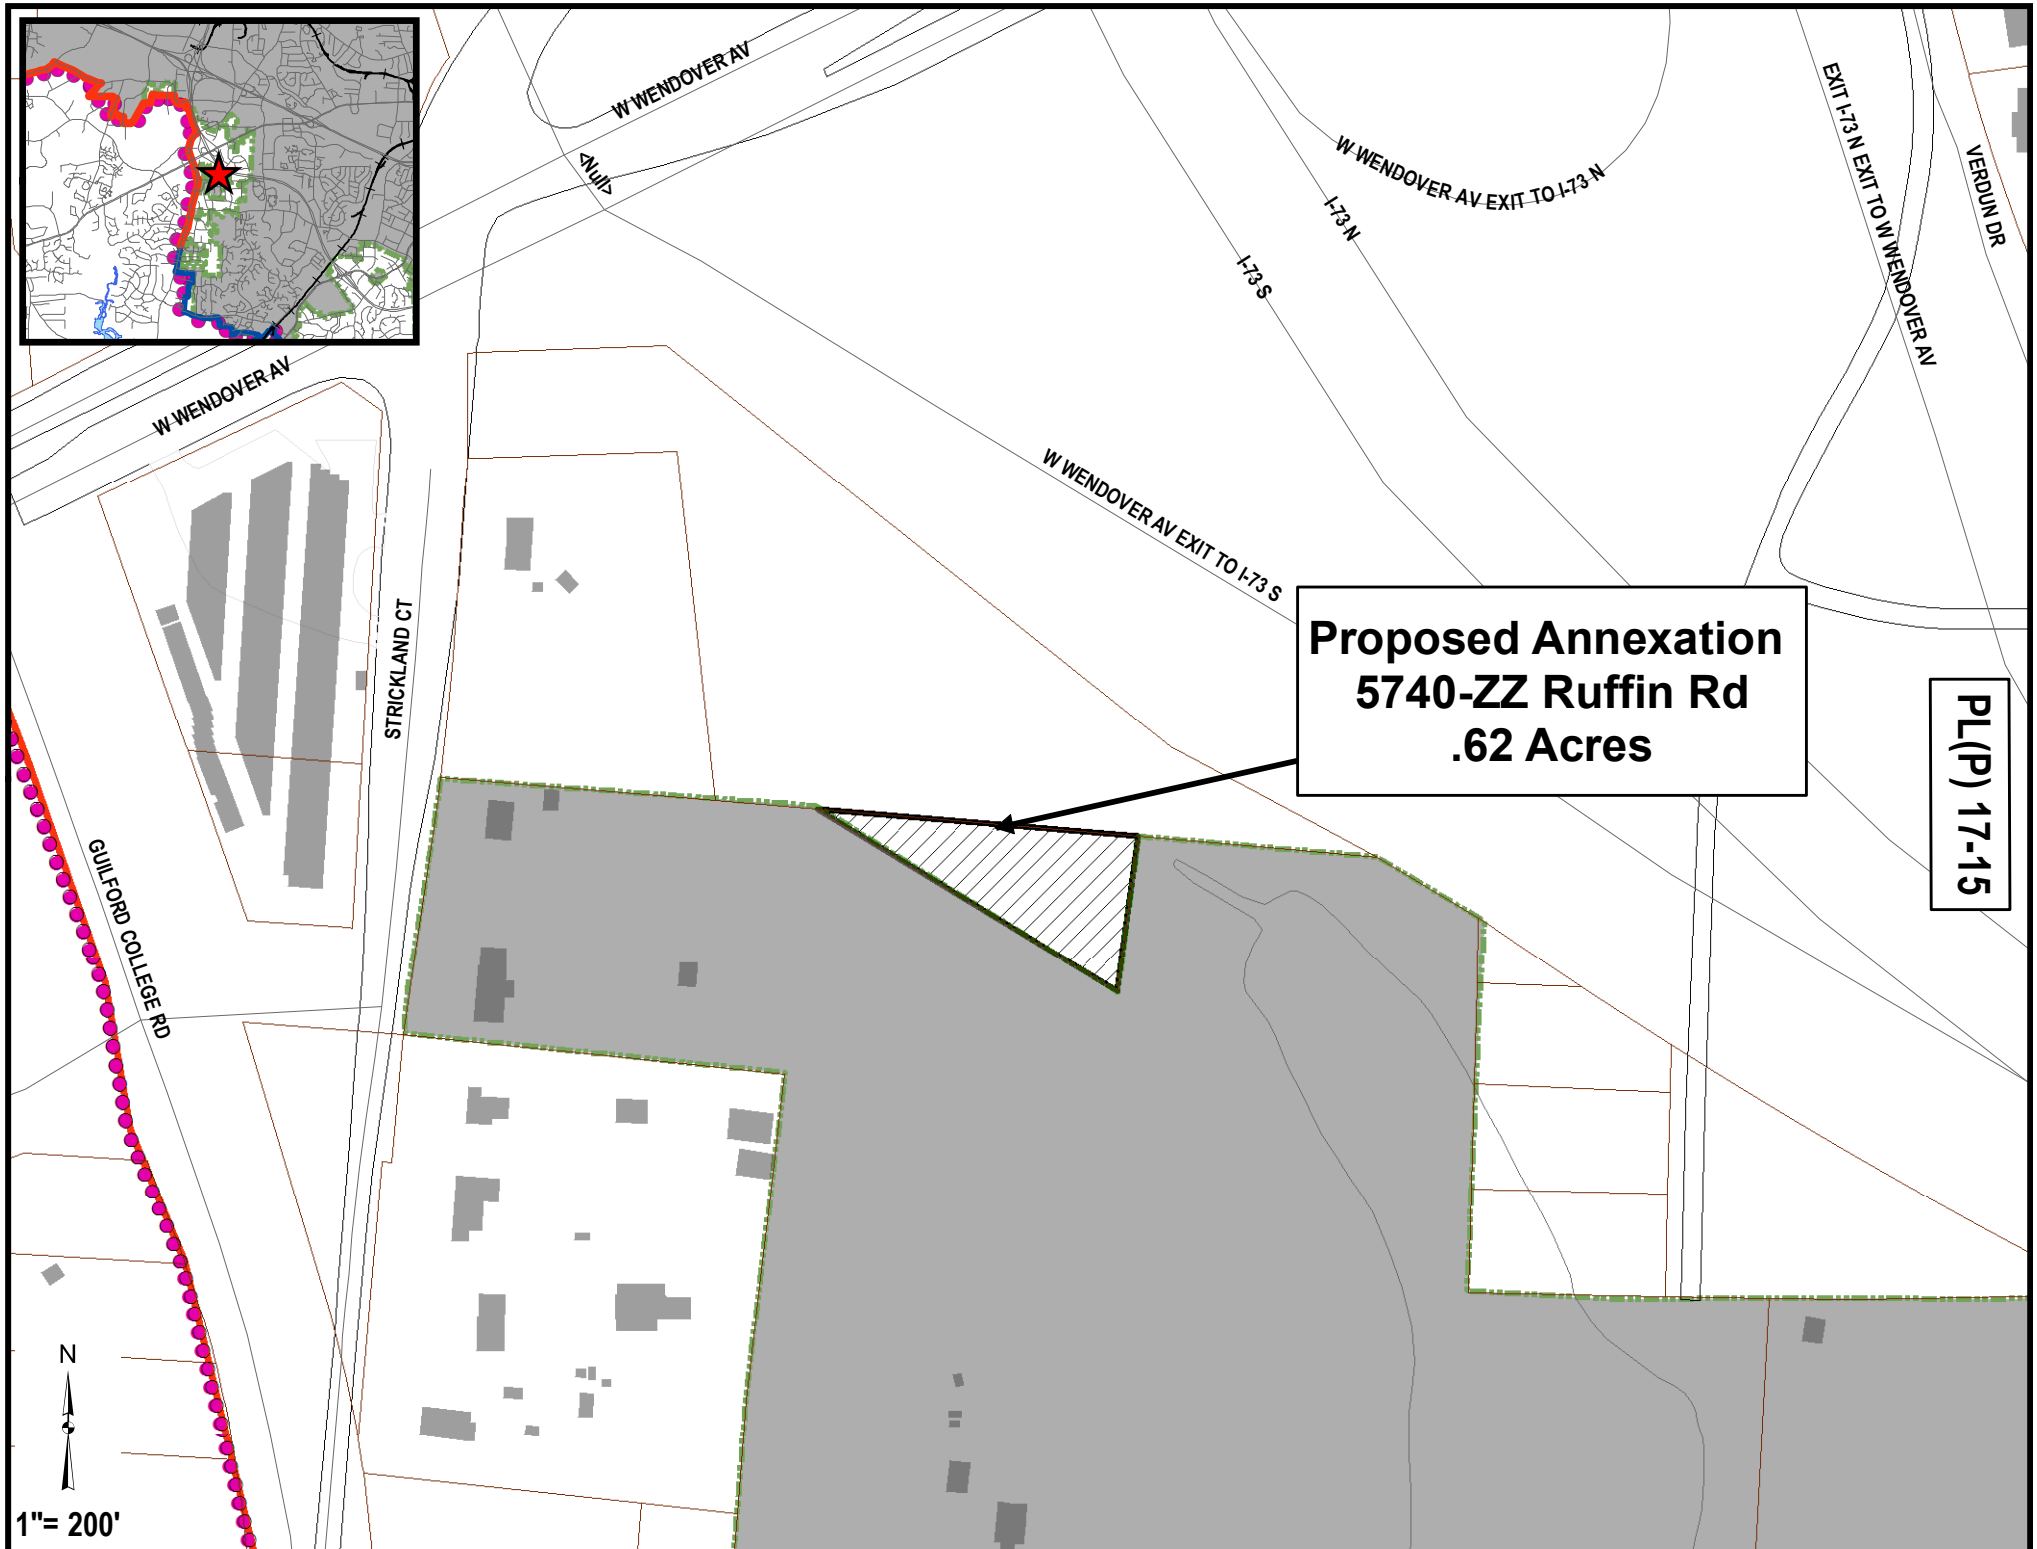 W WENDOVER AV
<Null>
W WENDOVER AV EXIT TO I-73 N
I-73 N
I-73 S
EXIT I-73 N EXIT TO W WENDOVER AV
VERDUN DR
W WENDOVER AV
W WENDOVER AV EXIT TO I-73 S
STRICKLAND CT
Proposed Annexation
5740-ZZ Ruffin Rd
.62 Acres
PL(P) 17-15
GUILFORD COLLEGE RD
N
1"= 200'